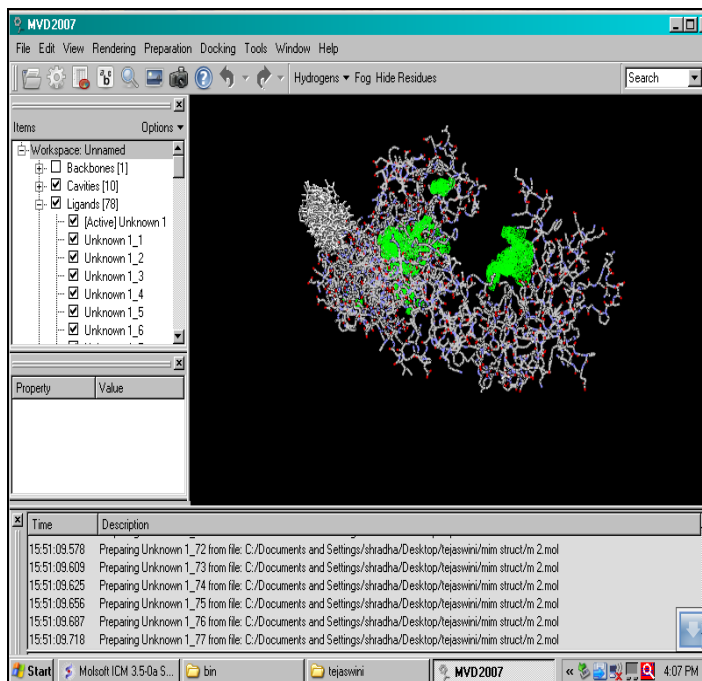 MVD2007
File Edit View Rendering Preparation Docking Tools Window Help
Hydrogens Fog Hide Residues Search
Items Options
Workspace: Unnamed
Backbones [1]
Cavities [10]
Ligands [78]
[Active] Unknown 1
Unknown 1_1
Unknown 1_2
Unknown 1_3
Unknown 1_4
Unknown 1_5
Unknown 1_6
Property Value
Time Description
15:51:09.578 Preparing Unknown 1_72 from file: C:/Documents and Settings/shradha/Desktop/tejaswini/mim struct/m 2.mol
15:51:09.609 Preparing Unknown 1_73 from file: C:/Documents and Settings/shradha/Desktop/tejaswini/mim struct/m 2.mol
15:51:09.625 Preparing Unknown 1_74 from file: C:/Documents and Settings/shradha/Desktop/tejaswini/mim struct/m 2.mol
15:51:09.656 Preparing Unknown 1_75 from file: C:/Documents and Settings/shradha/Desktop/tejaswini/mim struct/m 2.mol
15:51:09.687 Preparing Unknown 1_76 from file: C:/Documents and Settings/shradha/Desktop/tejaswini/mim struct/m 2.mol
15:51:09.718 Preparing Unknown 1_77 from file: C:/Documents and Settings/shradha/Desktop/tejaswini/mim struct/m 2.mol
Start Molsoft ICM 3.5-0a S... bin tejaswini MVD2007 « 4:07 PM